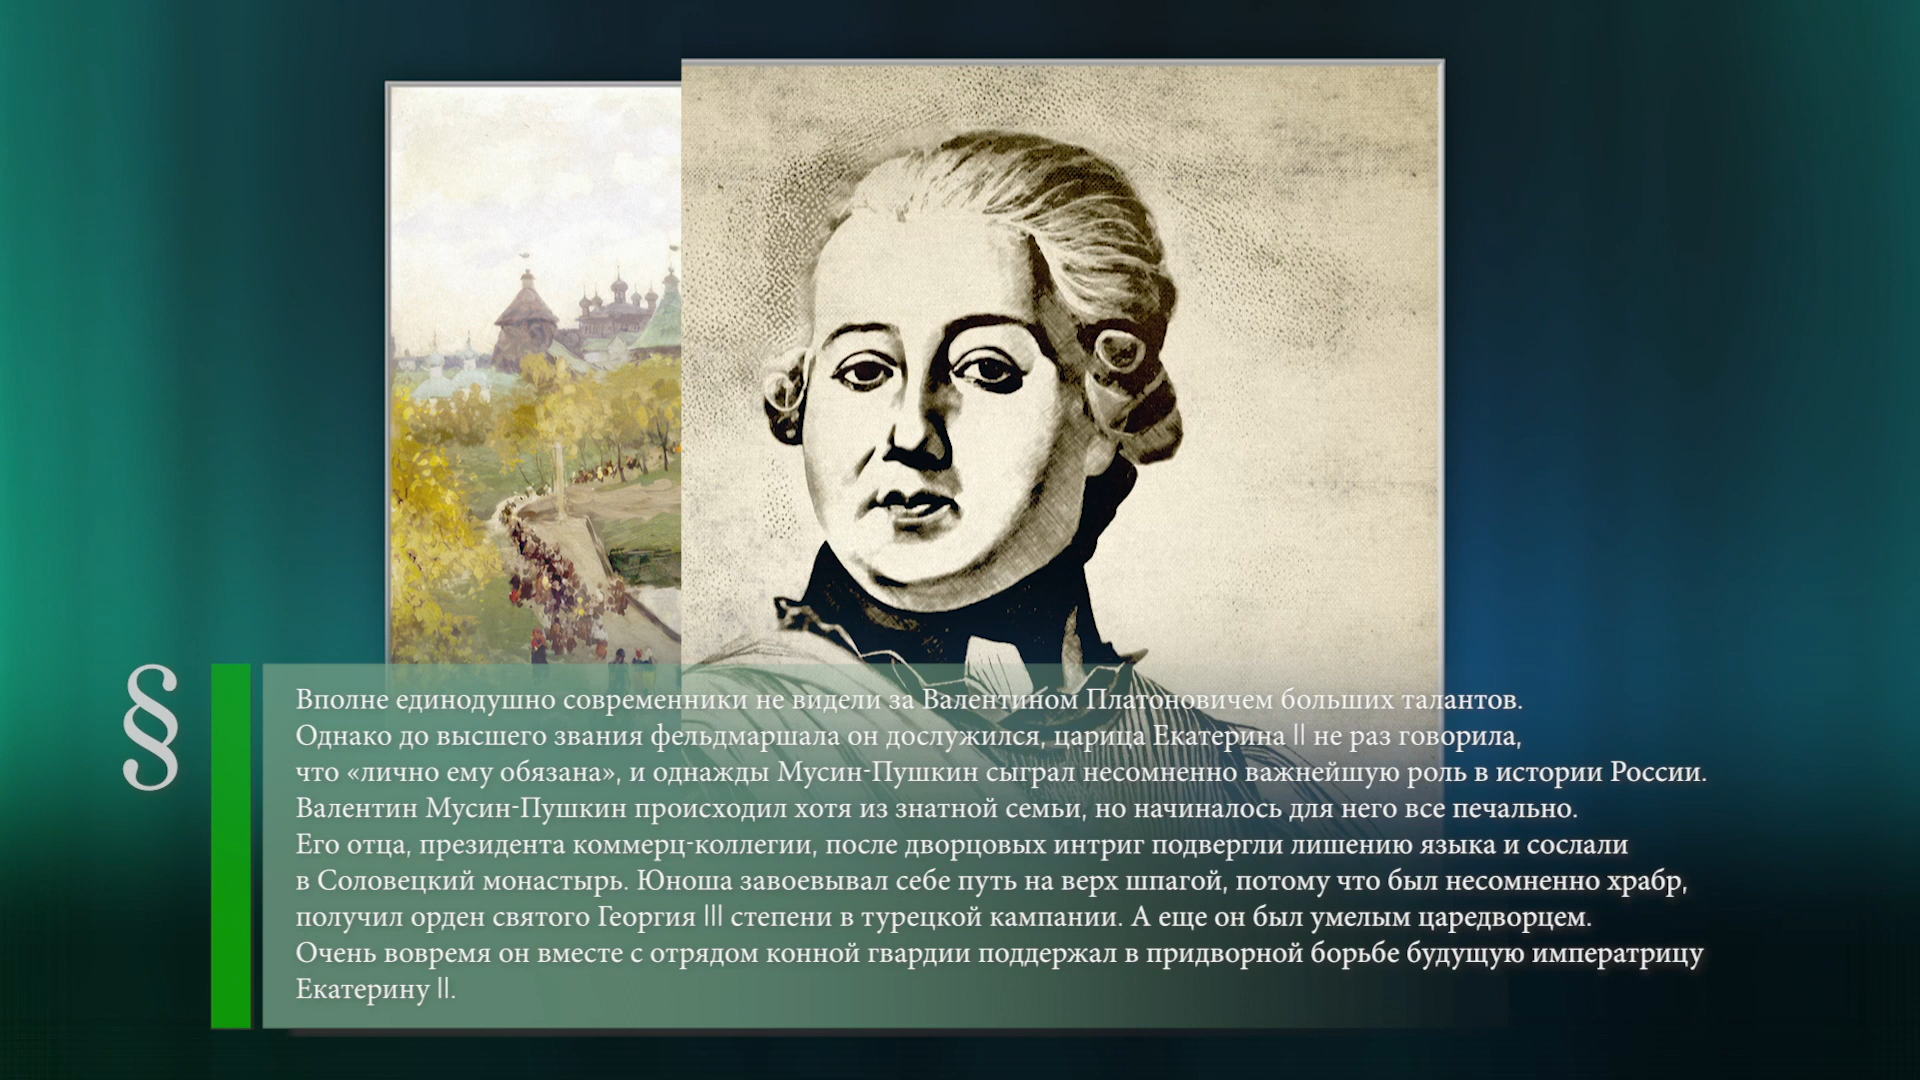 §
Вполне единодушно современники не видели за Валентином Платоновичем больших талантов.
Однако до высшего звания фельдмаршала он дослужился, царица Екатерина II не раз говорила,
что «лично ему обязана», и однажды Мусин-Пушкин сыграл несомненно важнейшую роль в истории России.
Валентин Мусин-Пушкин происходил хотя из знатной семьи, но начиналось для него все печально.
Его отца, президента коммерц-коллегии, после дворцовых интриг подвергли лишению языка и сослали
в Соловецкий монастырь. Юноша завоевывал себе путь на верх шпагой, потому что был несомненно храбр,
получил орден святого Георгия III степени в турецкой кампании. А еще он был умелым царедворцем.
Очень вовремя он вместе с отрядом конной гвардии поддержал в придворной борьбе будущую императрицу
Екатерину II.